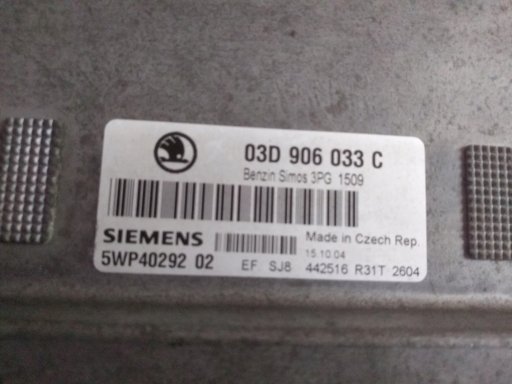 03D 906 033 C
Benzin Simos 3PG 1509
SIEMENS Made in Czech Rep.
15.10.04
5WP40292 02 EF SJ8 442516 R31T 2604